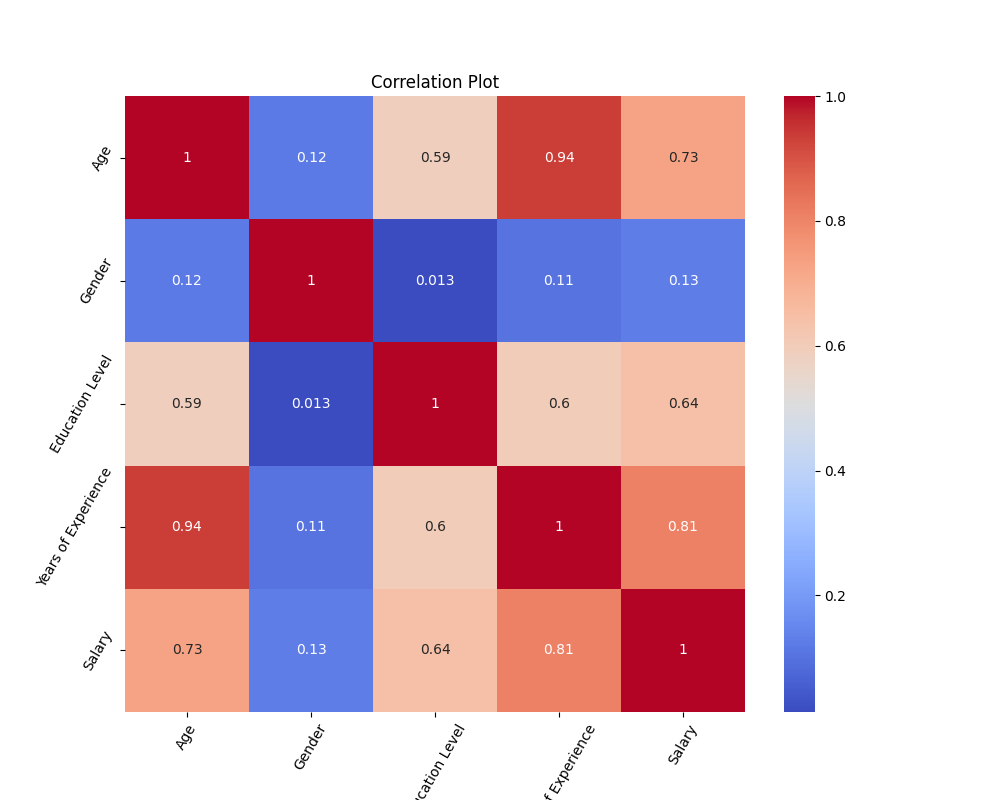 Correlation Plot
Age 1 0.12 0.59 0.94 0.73
Gender 0.12 1 0.013 0.11 0.13
Education Level 0.59 0.013 1 0.6 0.64
Years of Experience 0.94 0.11 0.6 1 0.81
Salary 0.73 0.13 0.64 0.81 1
Age Gender ucation Level f Experience Salary
1.0
0.8
0.6
0.4
0.2